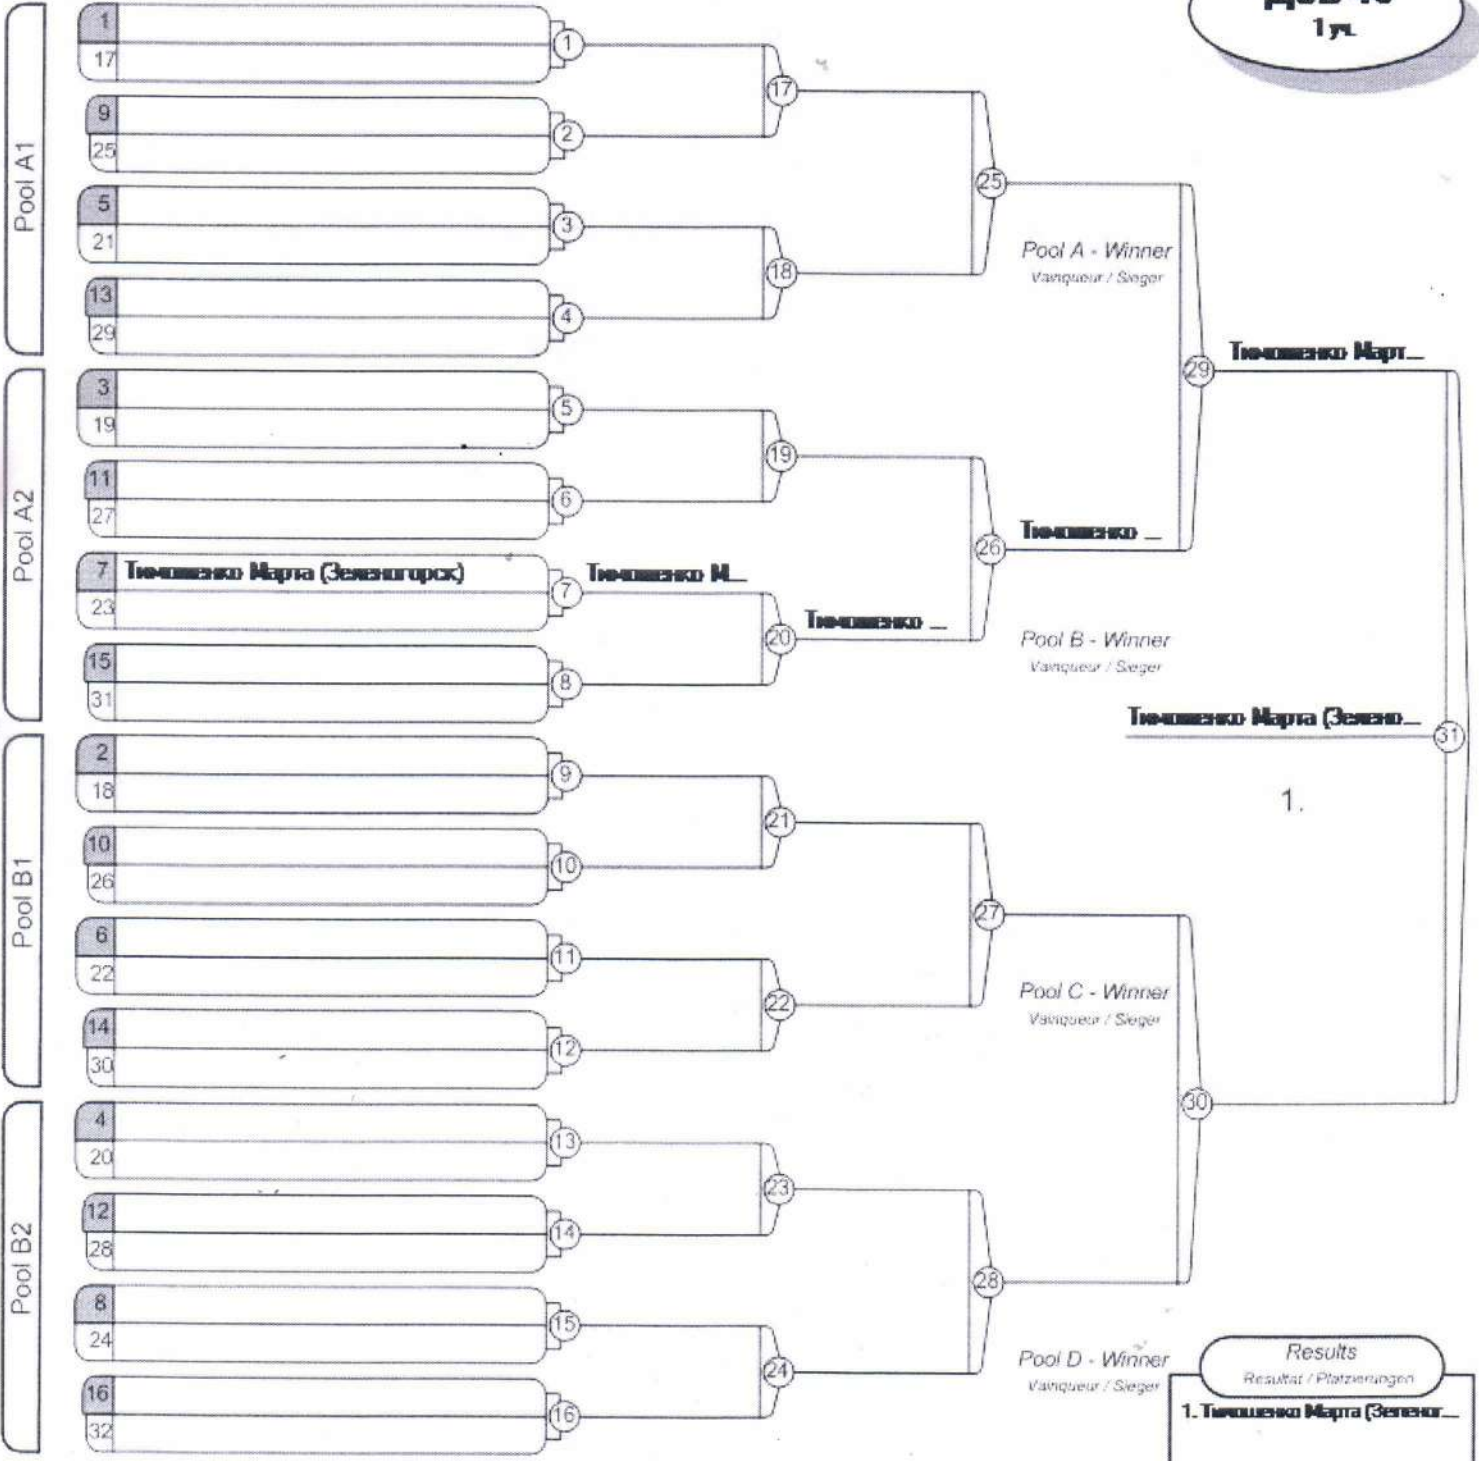 1 уч.
Pool A1
1
17
1
17
9
25
2
25
5
21
3
18
13
29
4
Pool A - Winner
Vainqueur / Sieger
29
Тимошенко Март...
Pool A2
3
19
5
19
11
27
6
26
Тимошенко ...
7
Тимошенко Марта (Зеленогорск)
23
7
Тимошенко М...
20
Тимошенко ...
15
31
8
Pool B - Winner
Vainqueur / Sieger
Тимошенко Марта (Зелено...
31
1.
Pool B1
2
18
9
21
10
26
10
27
6
22
11
22
14
30
12
Pool C - Winner
Vainqueur / Sieger
30
Pool B2
4
20
13
23
12
28
14
28
8
24
15
24
16
32
16
Pool D - Winner
Vainqueur / Sieger
Results
Resultat / Platzierungen
1. Тимошенко Марта (Зеленог...